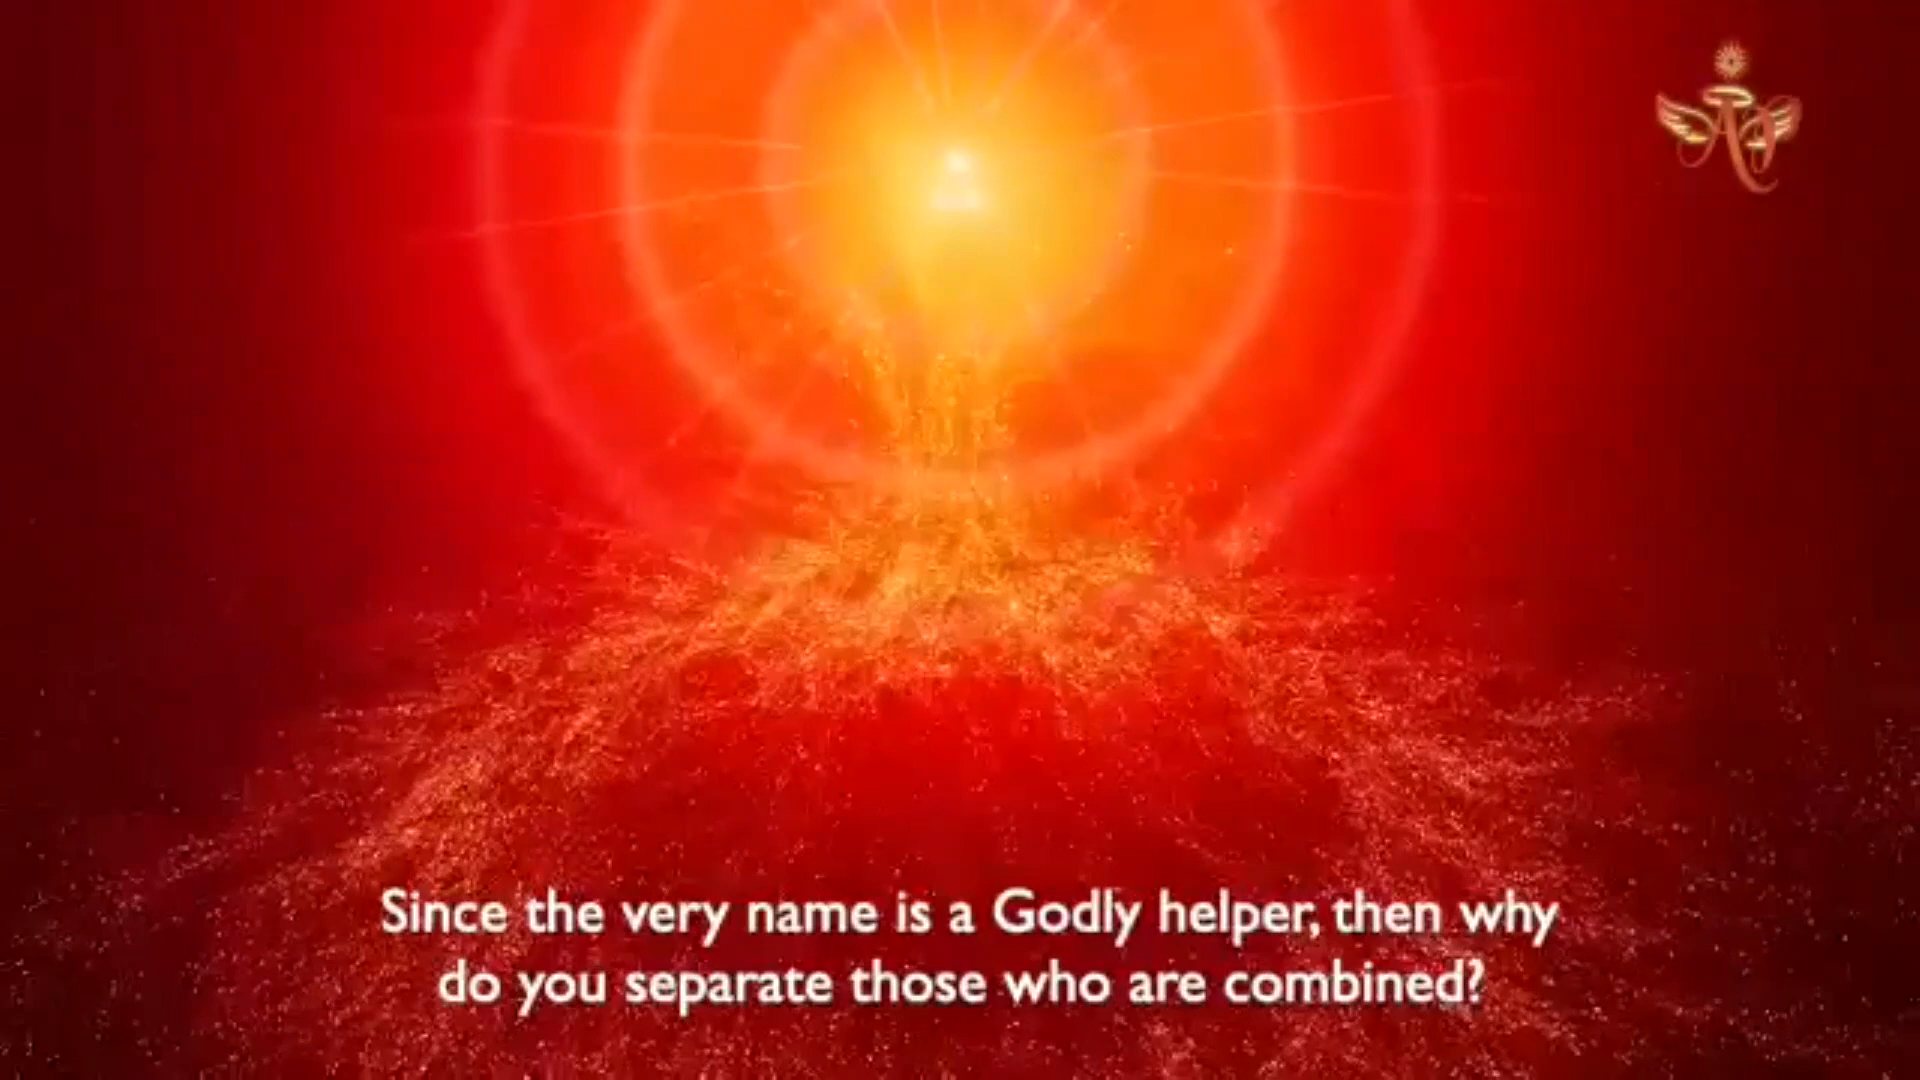 Since the very name is a Godly helper, then why
do you separate those who are combined?